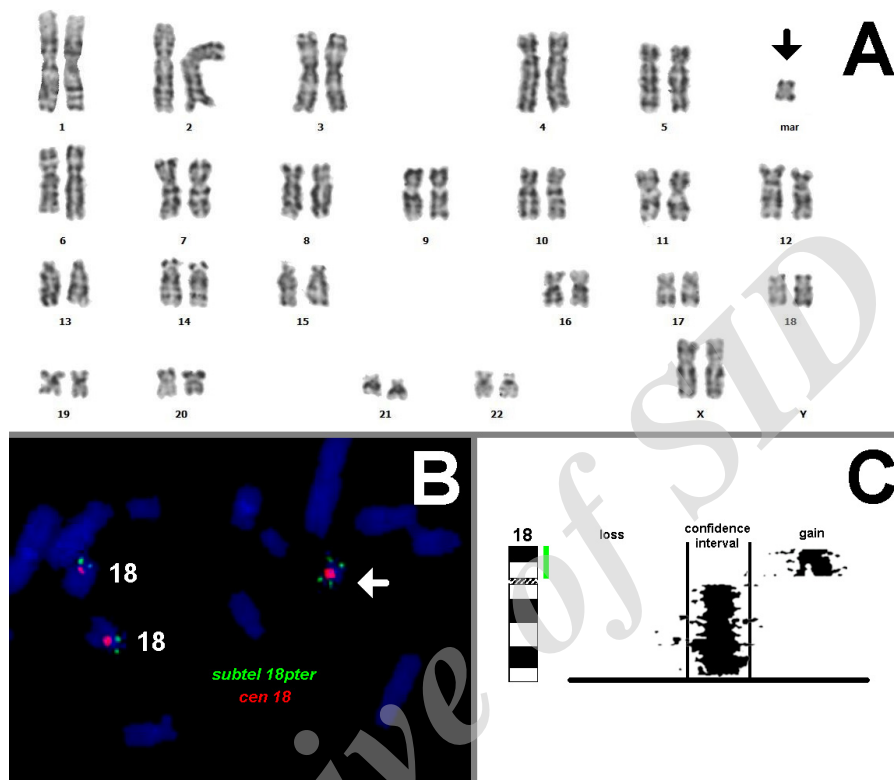 A
1 2 3 4 5 mar
6 7 8 9 10 11 12
13 14 15 16 17 18
19 20 21 22 X Y
B
18
18
subtel 18pter
cen 18
C
18 loss confidence interval gain
ive of SID